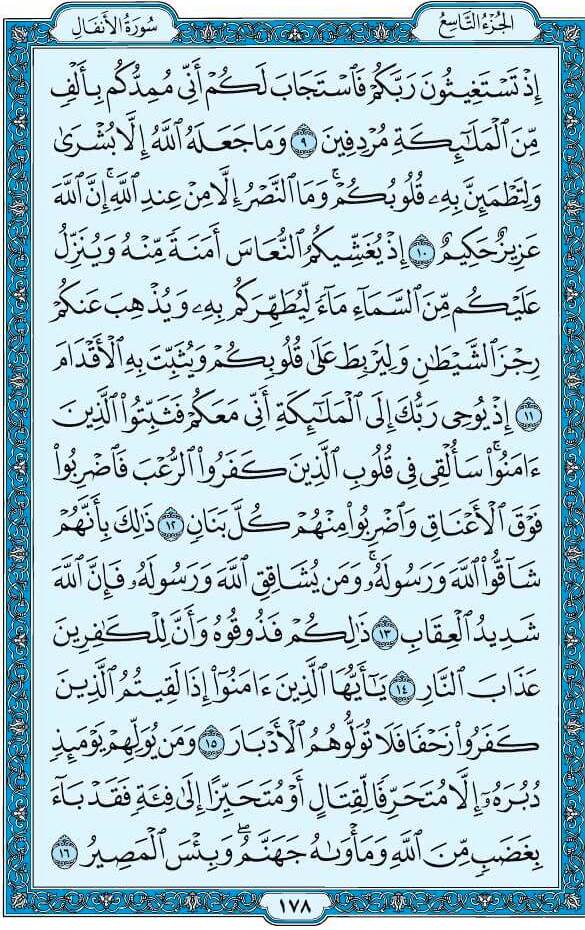 الجُزْءُ التَّاسِعُ
سُورَةُ الأَنفَالِ
إِذْ تَسْتَغِيثُونَ رَبَّكُمْ فَٱسْتَجَابَ لَكُمْ أَنِّى مُمِدُّكُم بِأَلْفٍ
مِّنَ ٱلْمَلَٰٓئِكَةِ مُرْدِفِينَ ٩ وَمَا جَعَلَهُ ٱللَّهُ إِلَّا بُشْرَىٰ
وَلِتَطْمَئِنَّ بِهِۦ قُلُوبُكُمْ ۚ وَمَا ٱلنَّصْرُ إِلَّا مِنْ عِندِ ٱللَّهِ ۚ إِنَّ ٱللَّهَ
عَزِيزٌ حَكِيمٌ ١٠ إِذْ يُغَشِّيكُمُ ٱلنُّعَاسَ أَمَنَةً مِّنْهُ وَيُنَزِّلُ
عَلَيْكُم مِّنَ ٱلسَّمَآءِ مَآءً لِّيُطَهِّرَكُم بِهِۦ وَيُذْهِبَ عَنكُمْ
رِجْزَ ٱلشَّيْطَٰنِ وَلِيَرْبِطَ عَلَىٰ قُلُوبِكُمْ وَيُثَبِّتَ بِهِ ٱلْأَقْدَامَ
١١ إِذْ يُوحِى رَبُّكَ إِلَى ٱلْمَلَٰٓئِكَةِ أَنِّى مَعَكُمْ فَثَبِّتُوا۟ ٱلَّذِينَ
ءَامَنُوا۟ ۚ سَأُلْقِى فِى قُلُوبِ ٱلَّذِينَ كَفَرُوا۟ ٱلرُّعْبَ فَٱضْرِبُوا۟
فَوْقَ ٱلْأَعْنَاقِ وَٱضْرِبُوا۟ مِنْهُمْ كُلَّ بَنَانٍ ١٢ ذَٰلِكَ بِأَنَّهُمْ
شَآقُّوا۟ ٱللَّهَ وَرَسُولَهُۥ ۚ وَمَن يُشَاقِقِ ٱللَّهَ وَرَسُولَهُۥ فَإِنَّ ٱللَّهَ
شَدِيدُ ٱلْعِقَابِ ١٣ ذَٰلِكُمْ فَذُوقُوهُ وَأَنَّ لِلْكَٰفِرِينَ
عَذَابَ ٱلنَّارِ ١٤ يَٰٓأَيُّهَا ٱلَّذِينَ ءَامَنُوٓا۟ إِذَا لَقِيتُمُ ٱلَّذِينَ
كَفَرُوا۟ زَحْفًا فَلَا تُوَلُّوهُمُ ٱلْأَدْبَارَ ١٥ وَمَن يُوَلِّهِمْ يَوْمَئِذٍ
دُبُرَهُۥٓ إِلَّا مُتَحَرِّفًا لِّقِتَالٍ أَوْ مُتَحَيِّزًا إِلَىٰ فِئَةٍ فَقَدْ بَآءَ
بِغَضَبٍ مِّنَ ٱللَّهِ وَمَأْوَىٰهُ جَهَنَّمُ ۖ وَبِئْسَ ٱلْمَصِيرُ ١٦
١٧٨